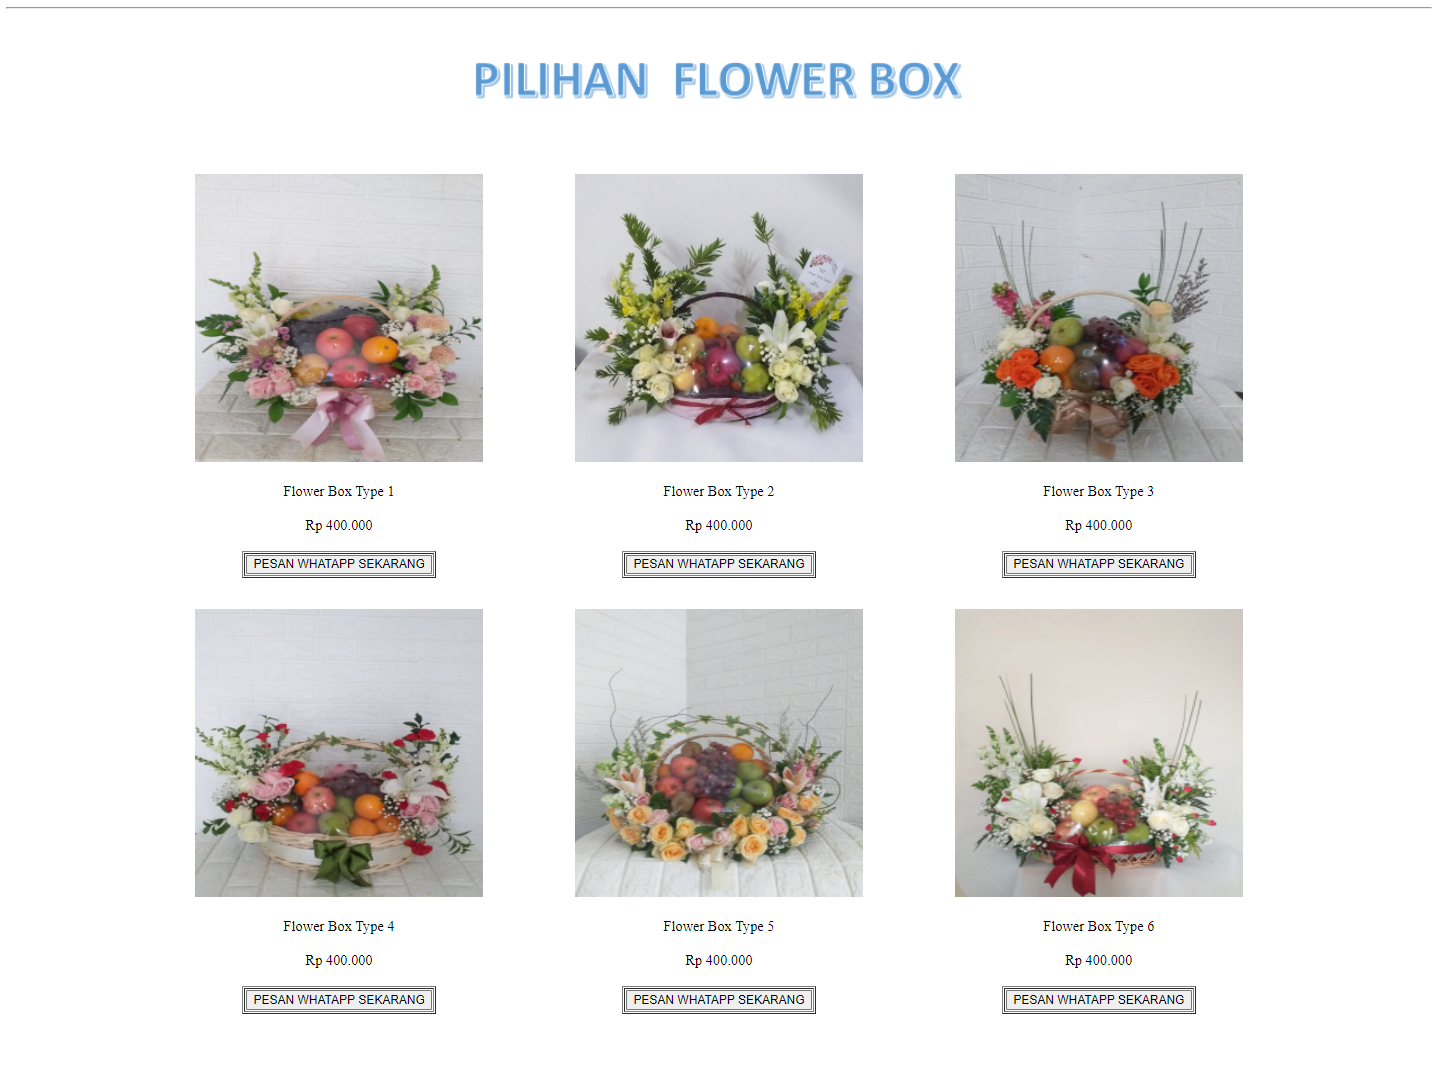 PILIHAN FLOWER BOX
Flower Box Type 1
Rp 400.000
PESAN WHATAPP SEKARANG
Flower Box Type 2
Rp 400.000
PESAN WHATAPP SEKARANG
Flower Box Type 3
Rp 400.000
PESAN WHATAPP SEKARANG
Flower Box Type 4
Rp 400.000
PESAN WHATAPP SEKARANG
Flower Box Type 5
Rp 400.000
PESAN WHATAPP SEKARANG
Flower Box Type 6
Rp 400.000
PESAN WHATAPP SEKARANG